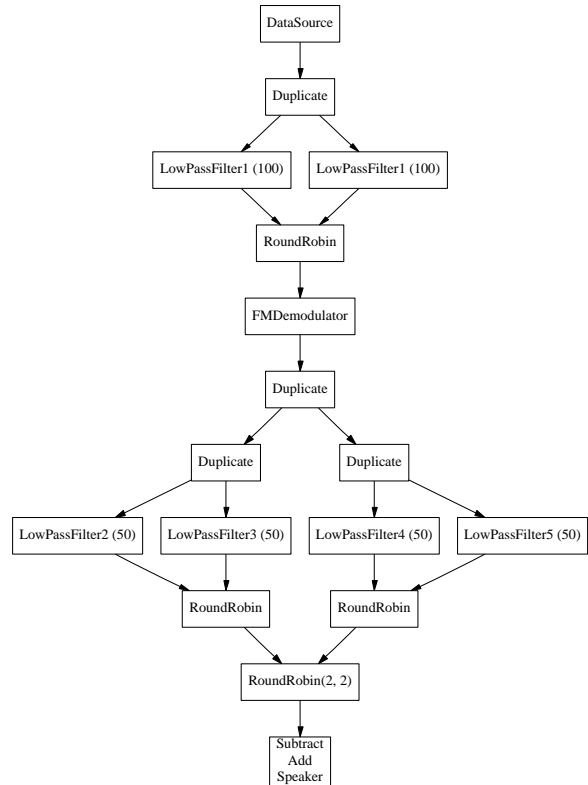 DataSource
Duplicate
LowPassFilter1 (100)
LowPassFilter1 (100)
RoundRobin
FMDemodulator
Duplicate
Duplicate
Duplicate
LowPassFilter2 (50)
LowPassFilter3 (50)
LowPassFilter4 (50)
LowPassFilter5 (50)
RoundRobin
RoundRobin
RoundRobin(2, 2)
Subtract
Add
Speaker